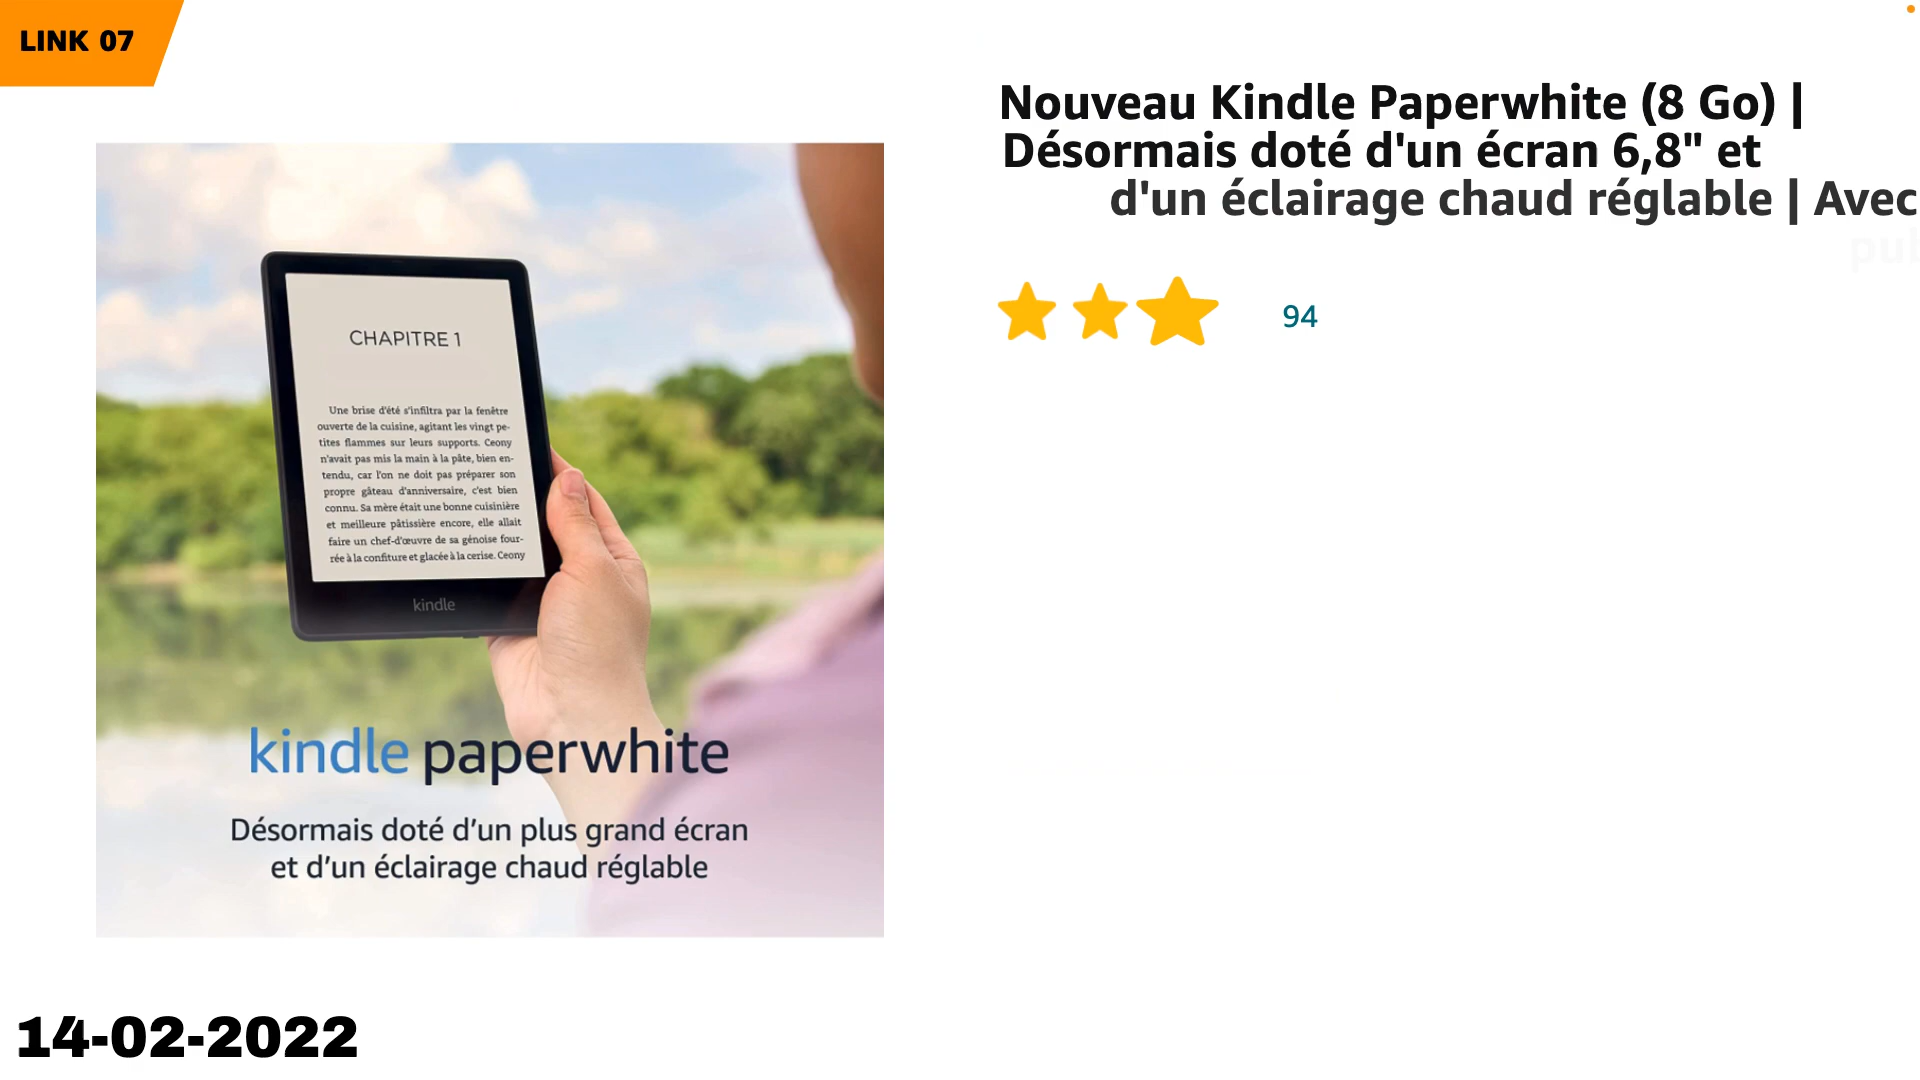 LINK 07
Nouveau Kindle Paperwhite (8 Go) |
Désormais doté d'un écran 6,8" et
d'un éclairage chaud réglable | Avec
94
CHAPITRE 1
Une brise d'été s'infiltra par la fenêtre
ouverte de la cuisine, agitant les vingt pe-
tites flammes sur leurs supports. Ceony
n'avait pas mis la main à la pâte, bien en-
tendu, car l'on ne doit pas préparer son
propre gâteau d'anniversaire, c'est bien
connu. Sa mère était une bonne cuisinière
et meilleure pâtissière encore, elle allait
faire un chef-d'œuvre de sa génoise four-
rée à la confiture et glacée à la cerise. Ceony
kindle
kindle paperwhite
Désormais doté d'un plus grand écran
et d'un éclairage chaud réglable
14-02-2022